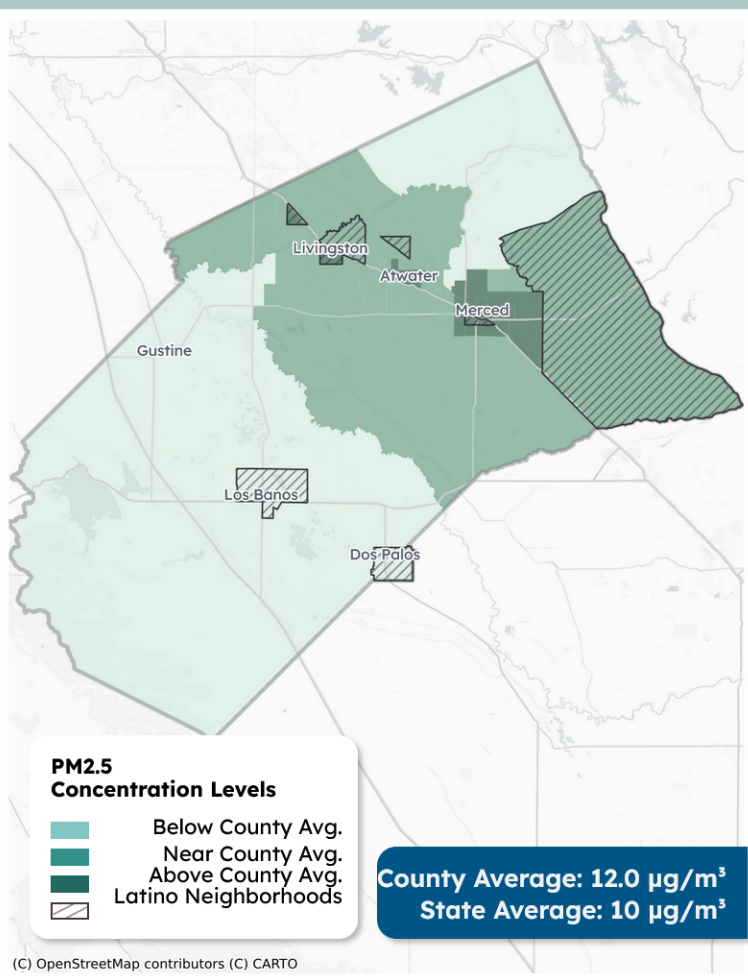 Livingston
Atwater
Merced
Gustine
Los Banos
Dos Palos
PM2.5
Concentration Levels
Below County Avg.
Near County Avg.
Above County Avg.
Latino Neighborhoods
County Average: 12.0 µg/m³
State Average: 10 µg/m³
(C) OpenStreetMap contributors (C) CARTO